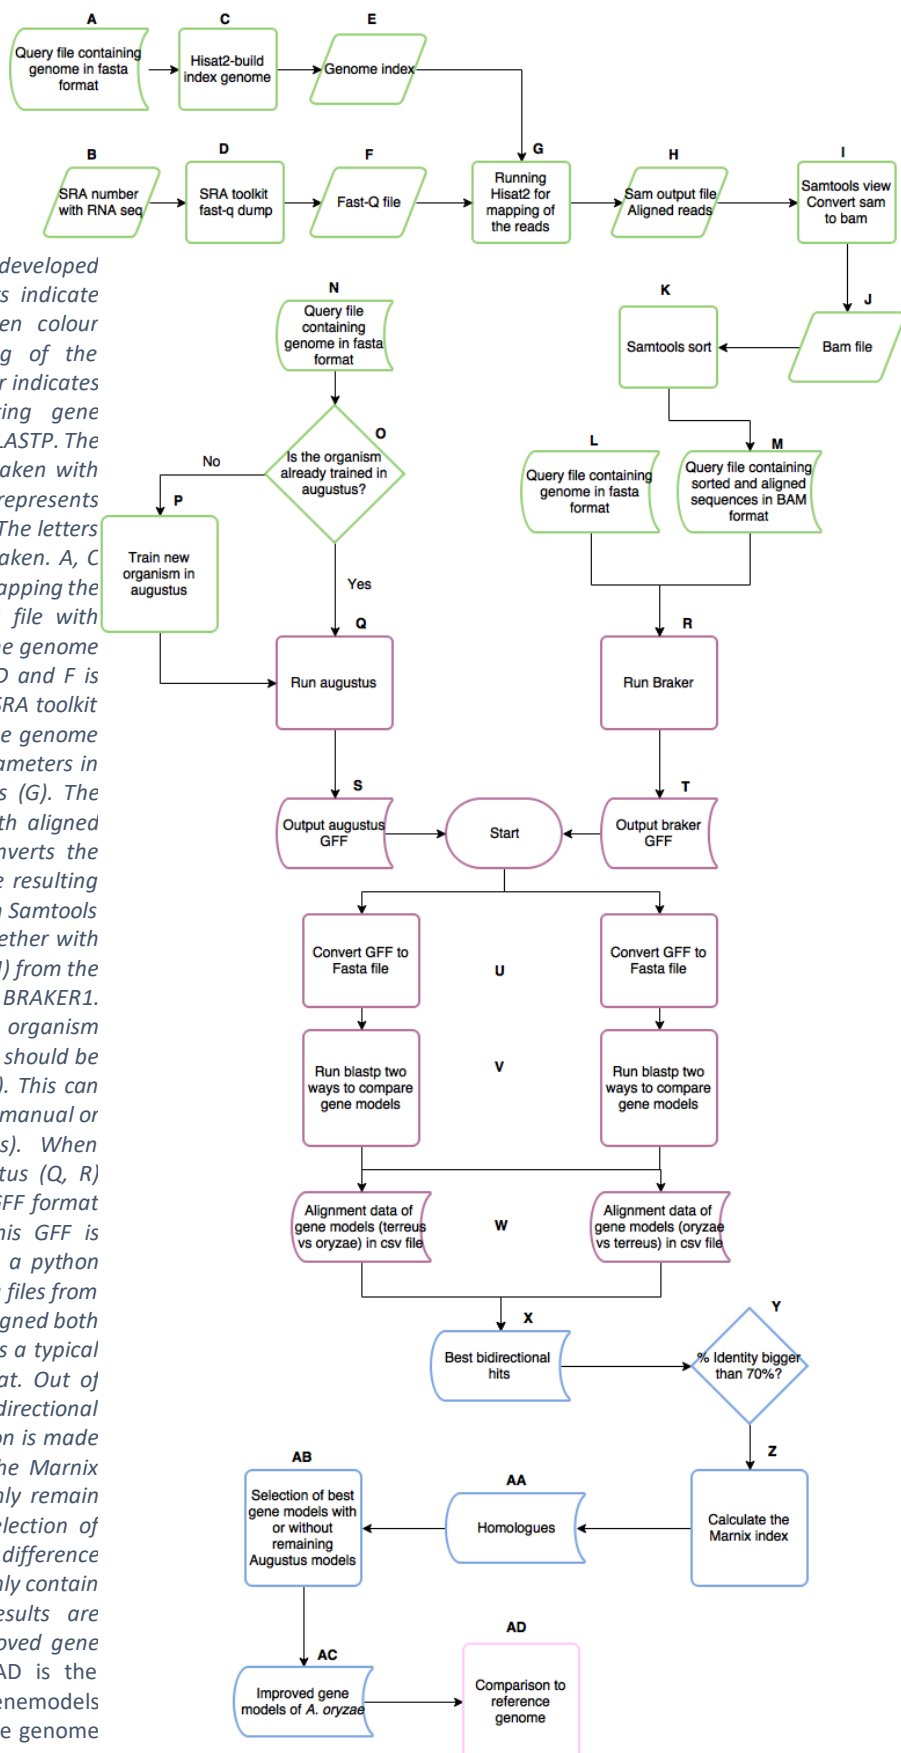 A
Query file containing
genome in fasta
format
C
Hisat2-build
index genome
E
Genome index
B
SRA number
with RNA seq
D
SRA toolkit
fast-q dump
F
Fast-Q file
G
Running
Hisat2 for
mapping of
the reads
H
Sam output file
Aligned reads
I
Samtools view
Convert sam
to bam
J
Bam file
K
Samtools sort
L
Query file containing
genome in fasta
format
M
Query file containing
sorted and aligned
sequences in BAM
format
N
Query file
containing
genome in fasta
format
O
Is the organism
already trained in
augustus?
No
Yes
P
Train new
organism in
augustus
Q
Run augustus
R
Run Braker
S
Output augustus
GFF
Start
T
Output braker
GFF
Convert GFF to
Fasta file
U
Convert GFF to
Fasta file
Run blastp two
ways to compare
gene models
V
Run blastp two
ways to compare
gene models
Alignment data of
gene models (terreus
vs oryzae) in csv file
W
Alignment data of
gene models (oryzae
vs terreus) in csv file
X
Best bidirectional
hits
Y
% Identity bigger
than 70%?
Z
Calculate the
Marnix index
AA
Homologues
AB
Selection of best
gene models with
or without
remaining
Augustus models
AC
Improved gene
models of A. oryzae
AD
Comparison to
reference
genome
developed
indicate
colour
of the
r indicates
gene
LASTP. The
aken with
represents
The letters
aken. A, C
apping the
file with
e genome
D and F is
SRA toolkit
e genome
ameters in
s (G). The
th aligned
nverts the
e resulting
n Samtools
ether with
) from the
BRAKER1.
organism
should be
). This can
manual or
s). When
tus (Q, R)
GFF format
his GFF is
a python
files from
gned both
s a typical
at. Out of
directional
on is made
he Marnix
nly remain
election of
difference
nly contain
esults are
oved gene
AD is the
enemodels
e genome